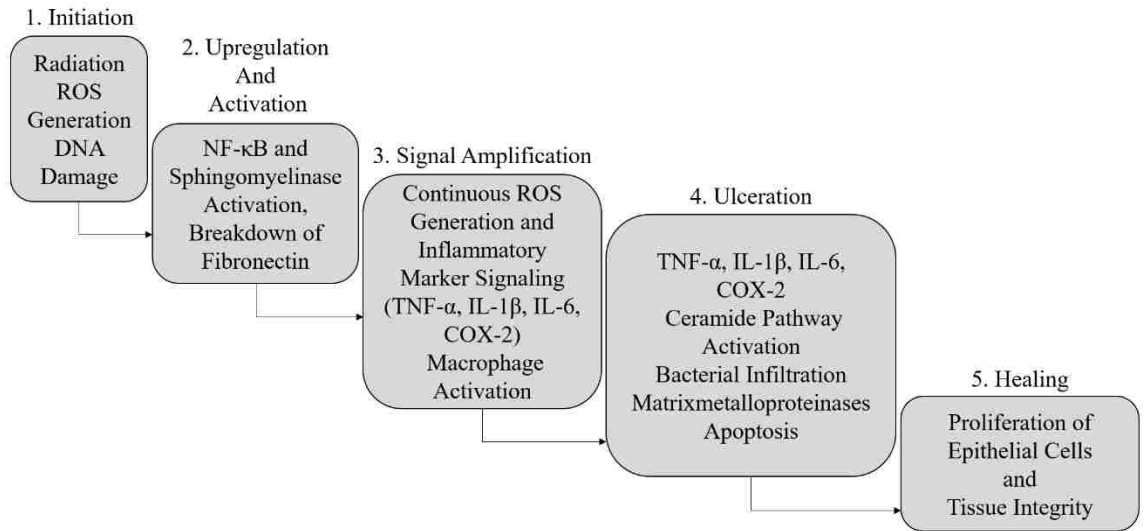 1. Initiation
Radiation
ROS
Generation
DNA
Damage
2. Upregulation
And
Activation
NF-κB and
Sphingomyelinase
Activation,
Breakdown of
Fibronectin
3. Signal Amplification
Continuous ROS
Generation and
Inflammatory
Marker Signaling
(TNF-α, IL-1β, IL-6,
COX-2)
Macrophage
Activation
4. Ulceration
TNF-α, IL-1β, IL-6,
COX-2
Ceramide Pathway
Activation
Bacterial Infiltration
Matrixmetalloproteinases
Apoptosis
5. Healing
Proliferation of
Epithelial Cells
and
Tissue Integrity